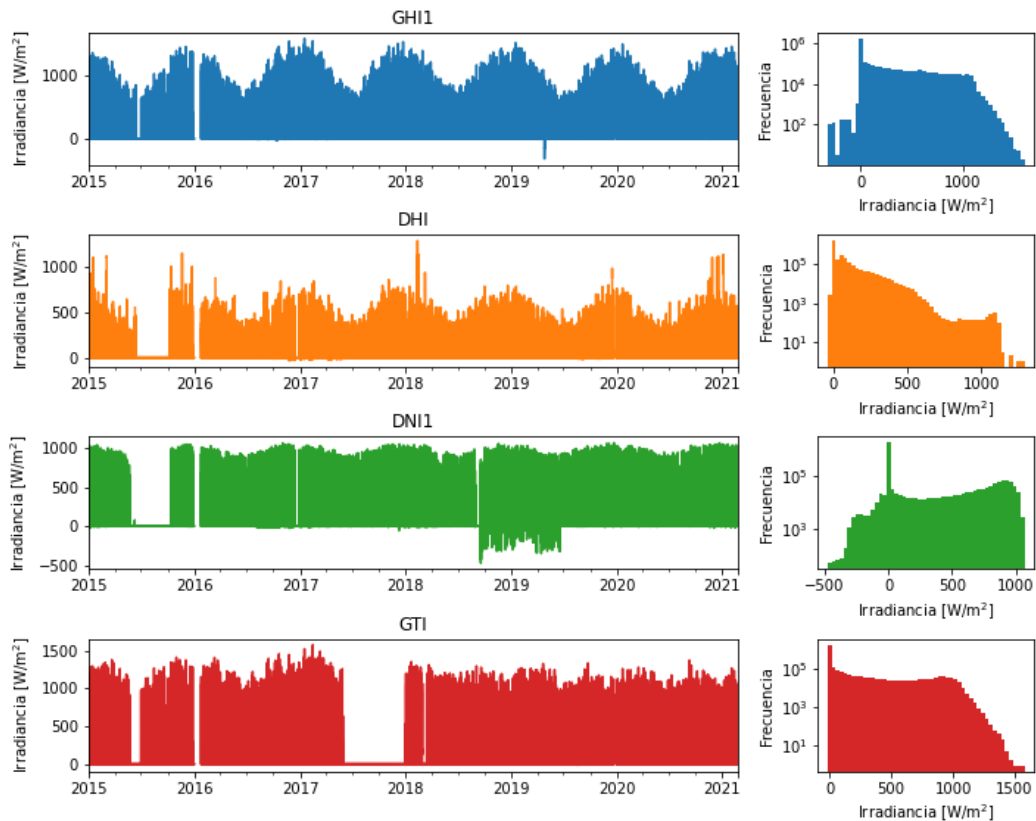 GHI1
Irradiancia [W/m²]
1000
0
2015 2016 2017 2018 2019 2020 2021
Frecuencia
10⁶
10⁴
10²
0 1000
Irradiancia [W/m²]
DHI
Irradiancia [W/m²]
1000
500
0
2015 2016 2017 2018 2019 2020 2021
Frecuencia
10⁵
10³
10¹
0 500 1000
Irradiancia [W/m²]
DNI1
Irradiancia [W/m²]
1000
500
0
−500
2015 2016 2017 2018 2019 2020 2021
Frecuencia
10⁵
10³
−500 0 500 1000
Irradiancia [W/m²]
GTI
Irradiancia [W/m²]
1500
1000
500
0
2015 2016 2017 2018 2019 2020 2021
Frecuencia
10⁵
10³
10¹
0 500 1000 1500
Irradiancia [W/m²]